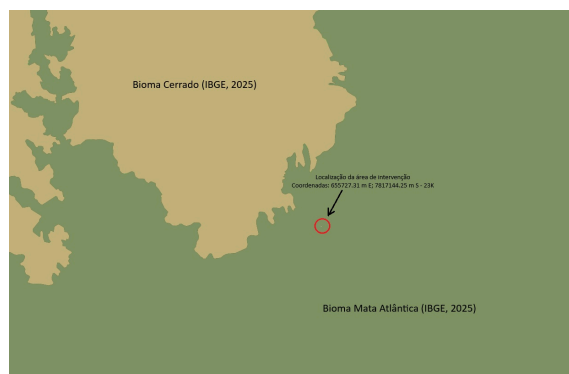 Bioma Cerrado (IBGE, 2025)
Localização da área de intervenção
Coordenadas: 655727.31 m E; 7817144.25 m S - 23K
Bioma Mata Atlântica (IBGE, 2025)